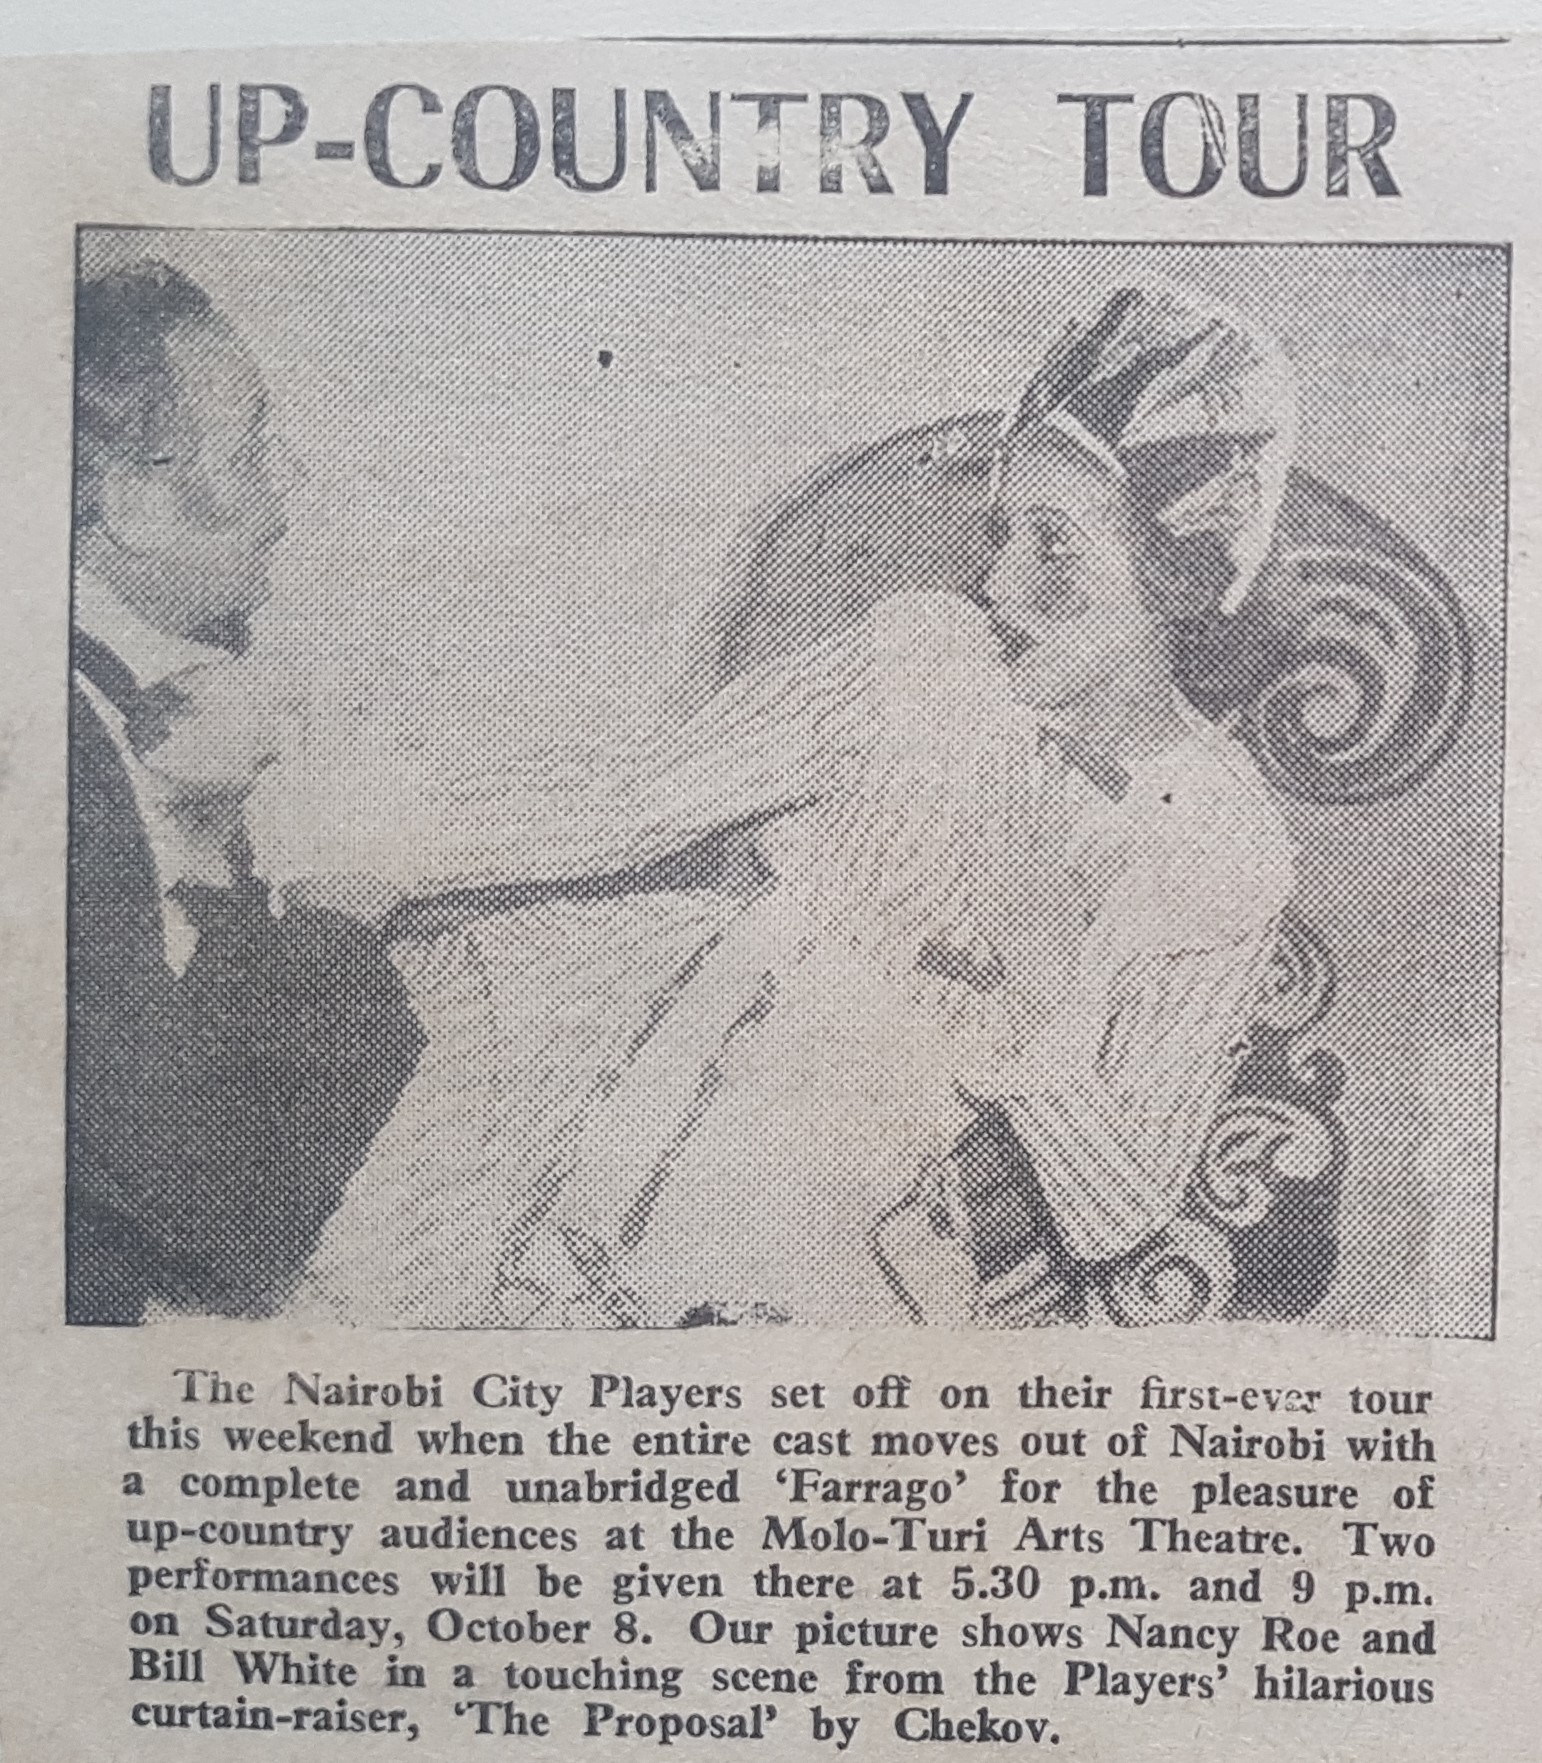 UP-COUNTRY TOUR
The Nairobi City Players set off on their first-ever tour
this weekend when the entire cast moves out of Nairobi with
a complete and unabridged ‘Farrago’ for the pleasure of
up-country audiences at the Molo-Turi Arts Theatre. Two
performances will be given there at 5.30 p.m. and 9 p.m.
on Saturday, October 8. Our picture shows Nancy Roe and
Bill White in a touching scene from the Players’ hilarious
curtain-raiser, ‘The Proposal’ by Chekov.